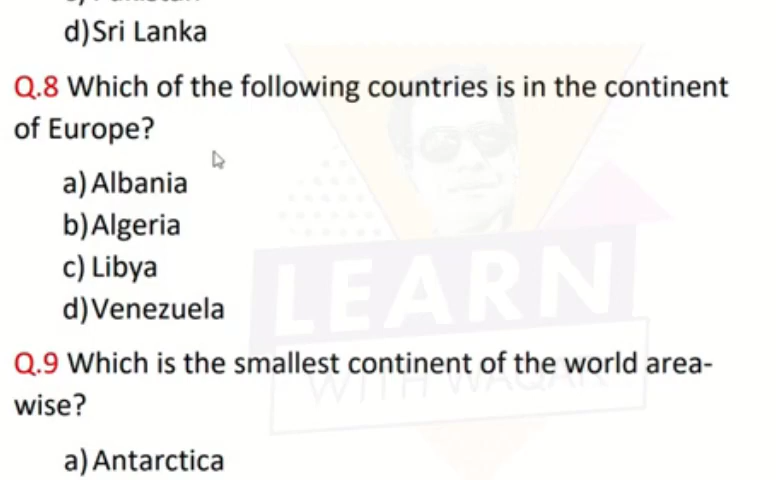 d)Sri Lanka
Q.8 Which of the following countries is in the continent
of Europe?
a) Albania
b)Algeria
c) Libya
d)Venezuela
LEARN
WITH WAQAR
Q.9 Which is the smallest continent of the world area-
wise?
a) Antarctica